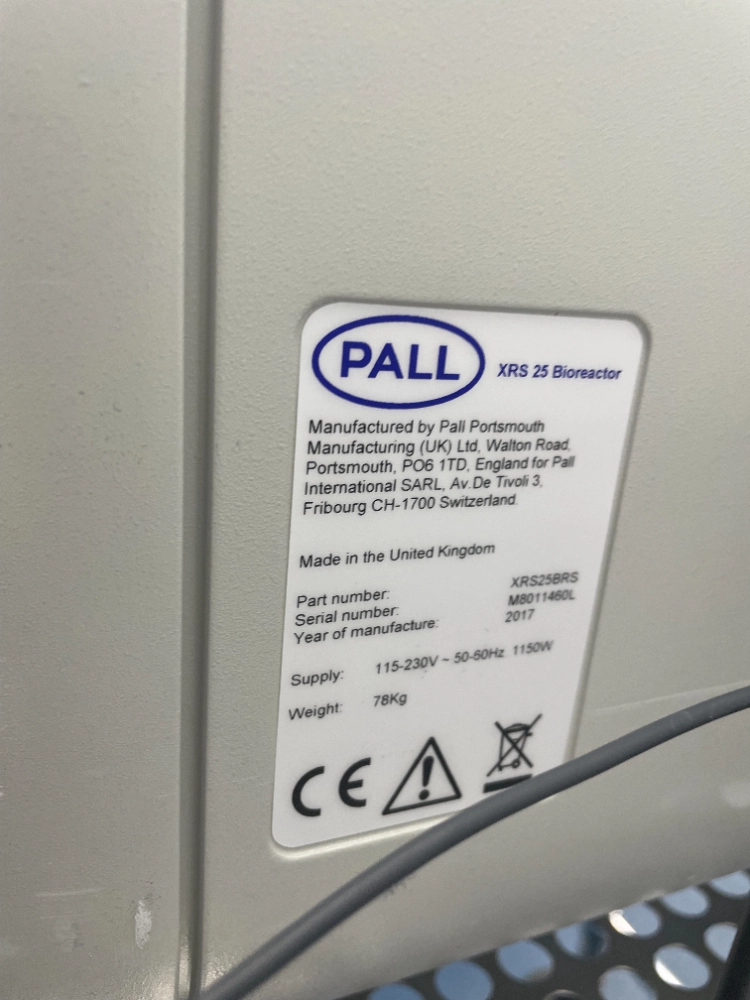 PALL
XRS 25 Bioreactor
Manufactured by Pall Portsmouth
Manufacturing (UK) Ltd, Walton Road,
Portsmouth, PO6 1TD, England for Pall
International SARL, Av.De Tivoli 3,
Fribourg CH-1700 Switzerland
Made in the United Kingdom
Part number: XRS25BRS
Serial number: M8011460L
Year of manufacture: 2017
Supply: 115-230V ~ 50-60Hz 1150W
Weight: 78Kg
CE